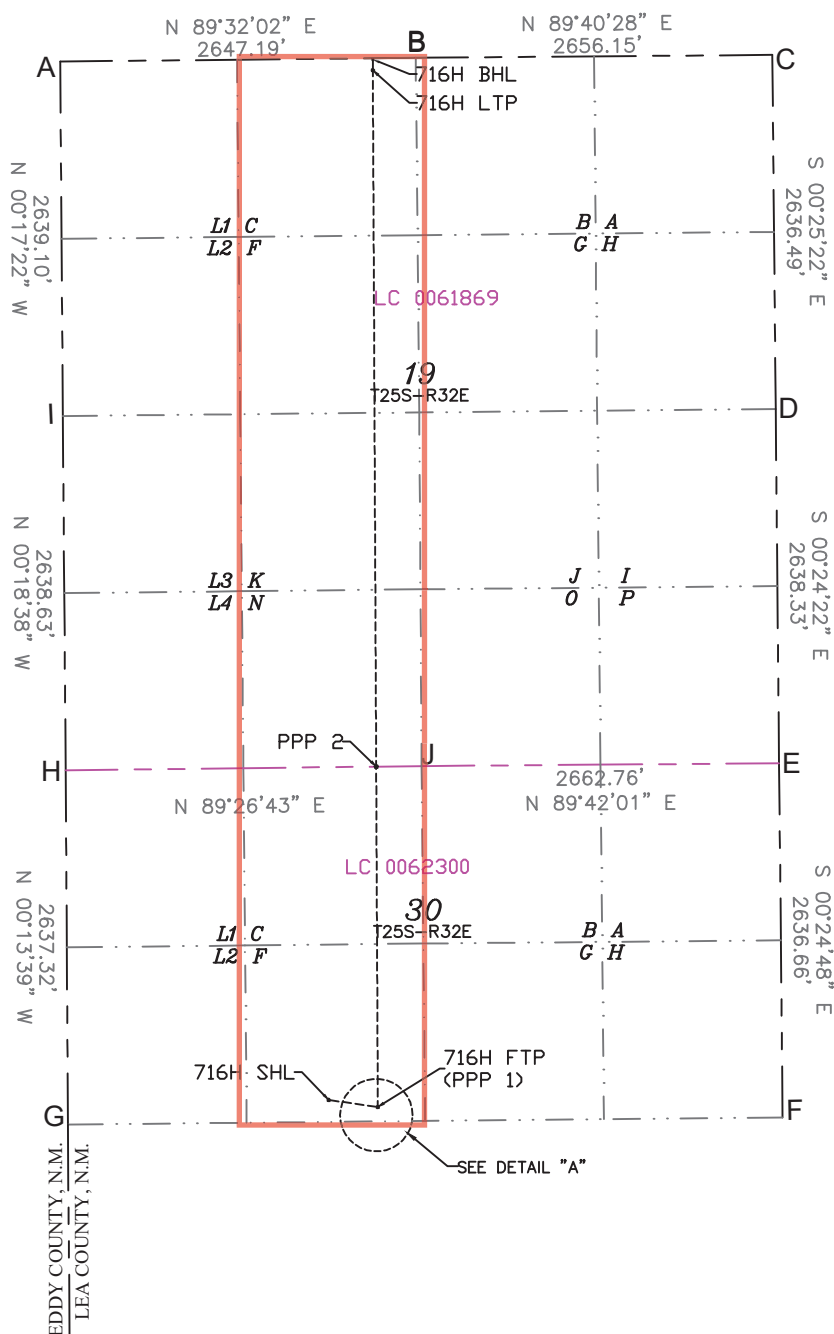 N 89°32'02" E
2647.19'
B
N 89°40'28" E
2656.15'
A
C
716H BHL
716H LTP
N 00°17'22" W
2639.10'
L1 C
L2 F
B A
G H
S 00°25'22" E
2636.49'
LC 0061869
19
T25S-R32E
I
D
N 00°18'38" W
2638.63'
L3 K
L4 N
J I
O P
S 00°24'22" E
2638.33'
PPP 2
J
H
E
N 89°26'43" E
2662.76'
N 89°42'01" E
LC 0062300
N 00°13'39" W
2637.32'
30
T25S-R32E
L1 C
L2 F
B A
G H
S 00°24'48" E
2636.66'
716H SHL
716H FTP
(PPP 1)
G
F
SEE DETAIL "A"
EDDY COUNTY, N.M.
LEA COUNTY, N.M.